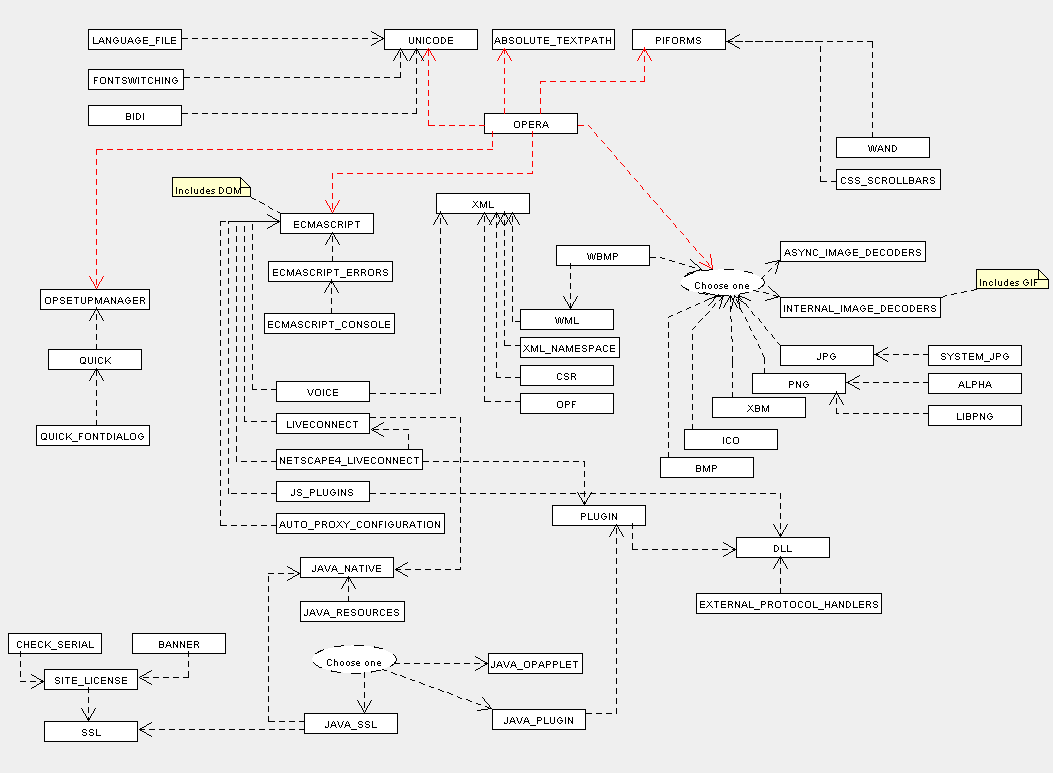 LANGUAGE_FILE
UNICODE
ABSOLUTE_TEXTPATH
PIFORMS
FONTSWITCHING
BIDI
OPERA
WAND
CSS_SCROLLBARS
Includes DOM
XML
ECMASCRIPT
WBMP
ASYNC_IMAGE_DECODERS
ECMASCRIPT_ERRORS
Choose one
Includes GIF
OPSETUPMANAGER
INTERNAL_IMAGE_DECODERS
ECMASCRIPT_CONSOLE
WML
XML_NAMESPACE
QUICK
JPG
SYSTEM_JPG
CSR
PNG
ALPHA
VOICE
OPF
XBM
LIBPNG
LIVECONNECT
QUICK_FONTDIALOG
ICO
NETSCAPE4_LIVECONNECT
BMP
JS_PLUGINS
PLUGIN
AUTO_PROXY_CONFIGURATION
DLL
JAVA_NATIVE
EXTERNAL_PROTOCOL_HANDLERS
JAVA_RESOURCES
CHECK_SERIAL
BANNER
Choose one
JAVA_OPAPPLET
SITE_LICENSE
JAVA_PLUGIN
JAVA_SSL
SSL